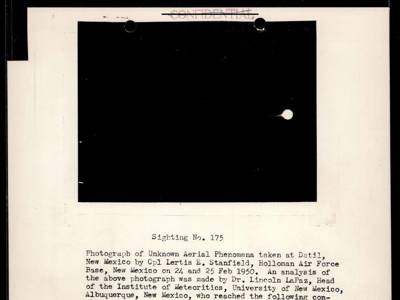 CONFIDENTIAL
Sighting No. 175
Photograph of Unknown Aerial Phenomena taken at Datil,
New Mexico by Cpl Lertis E. Stanfield, Holloman Air Force
Base, New Mexico on 24 and 25 Feb 1950. An analysis of
the above photograph was made by Dr. Lincoln LaPaz, Head
of the Institute of Meteoritics, University of New Mexico,
Albuquerque, New Mexico, who reached the following con-